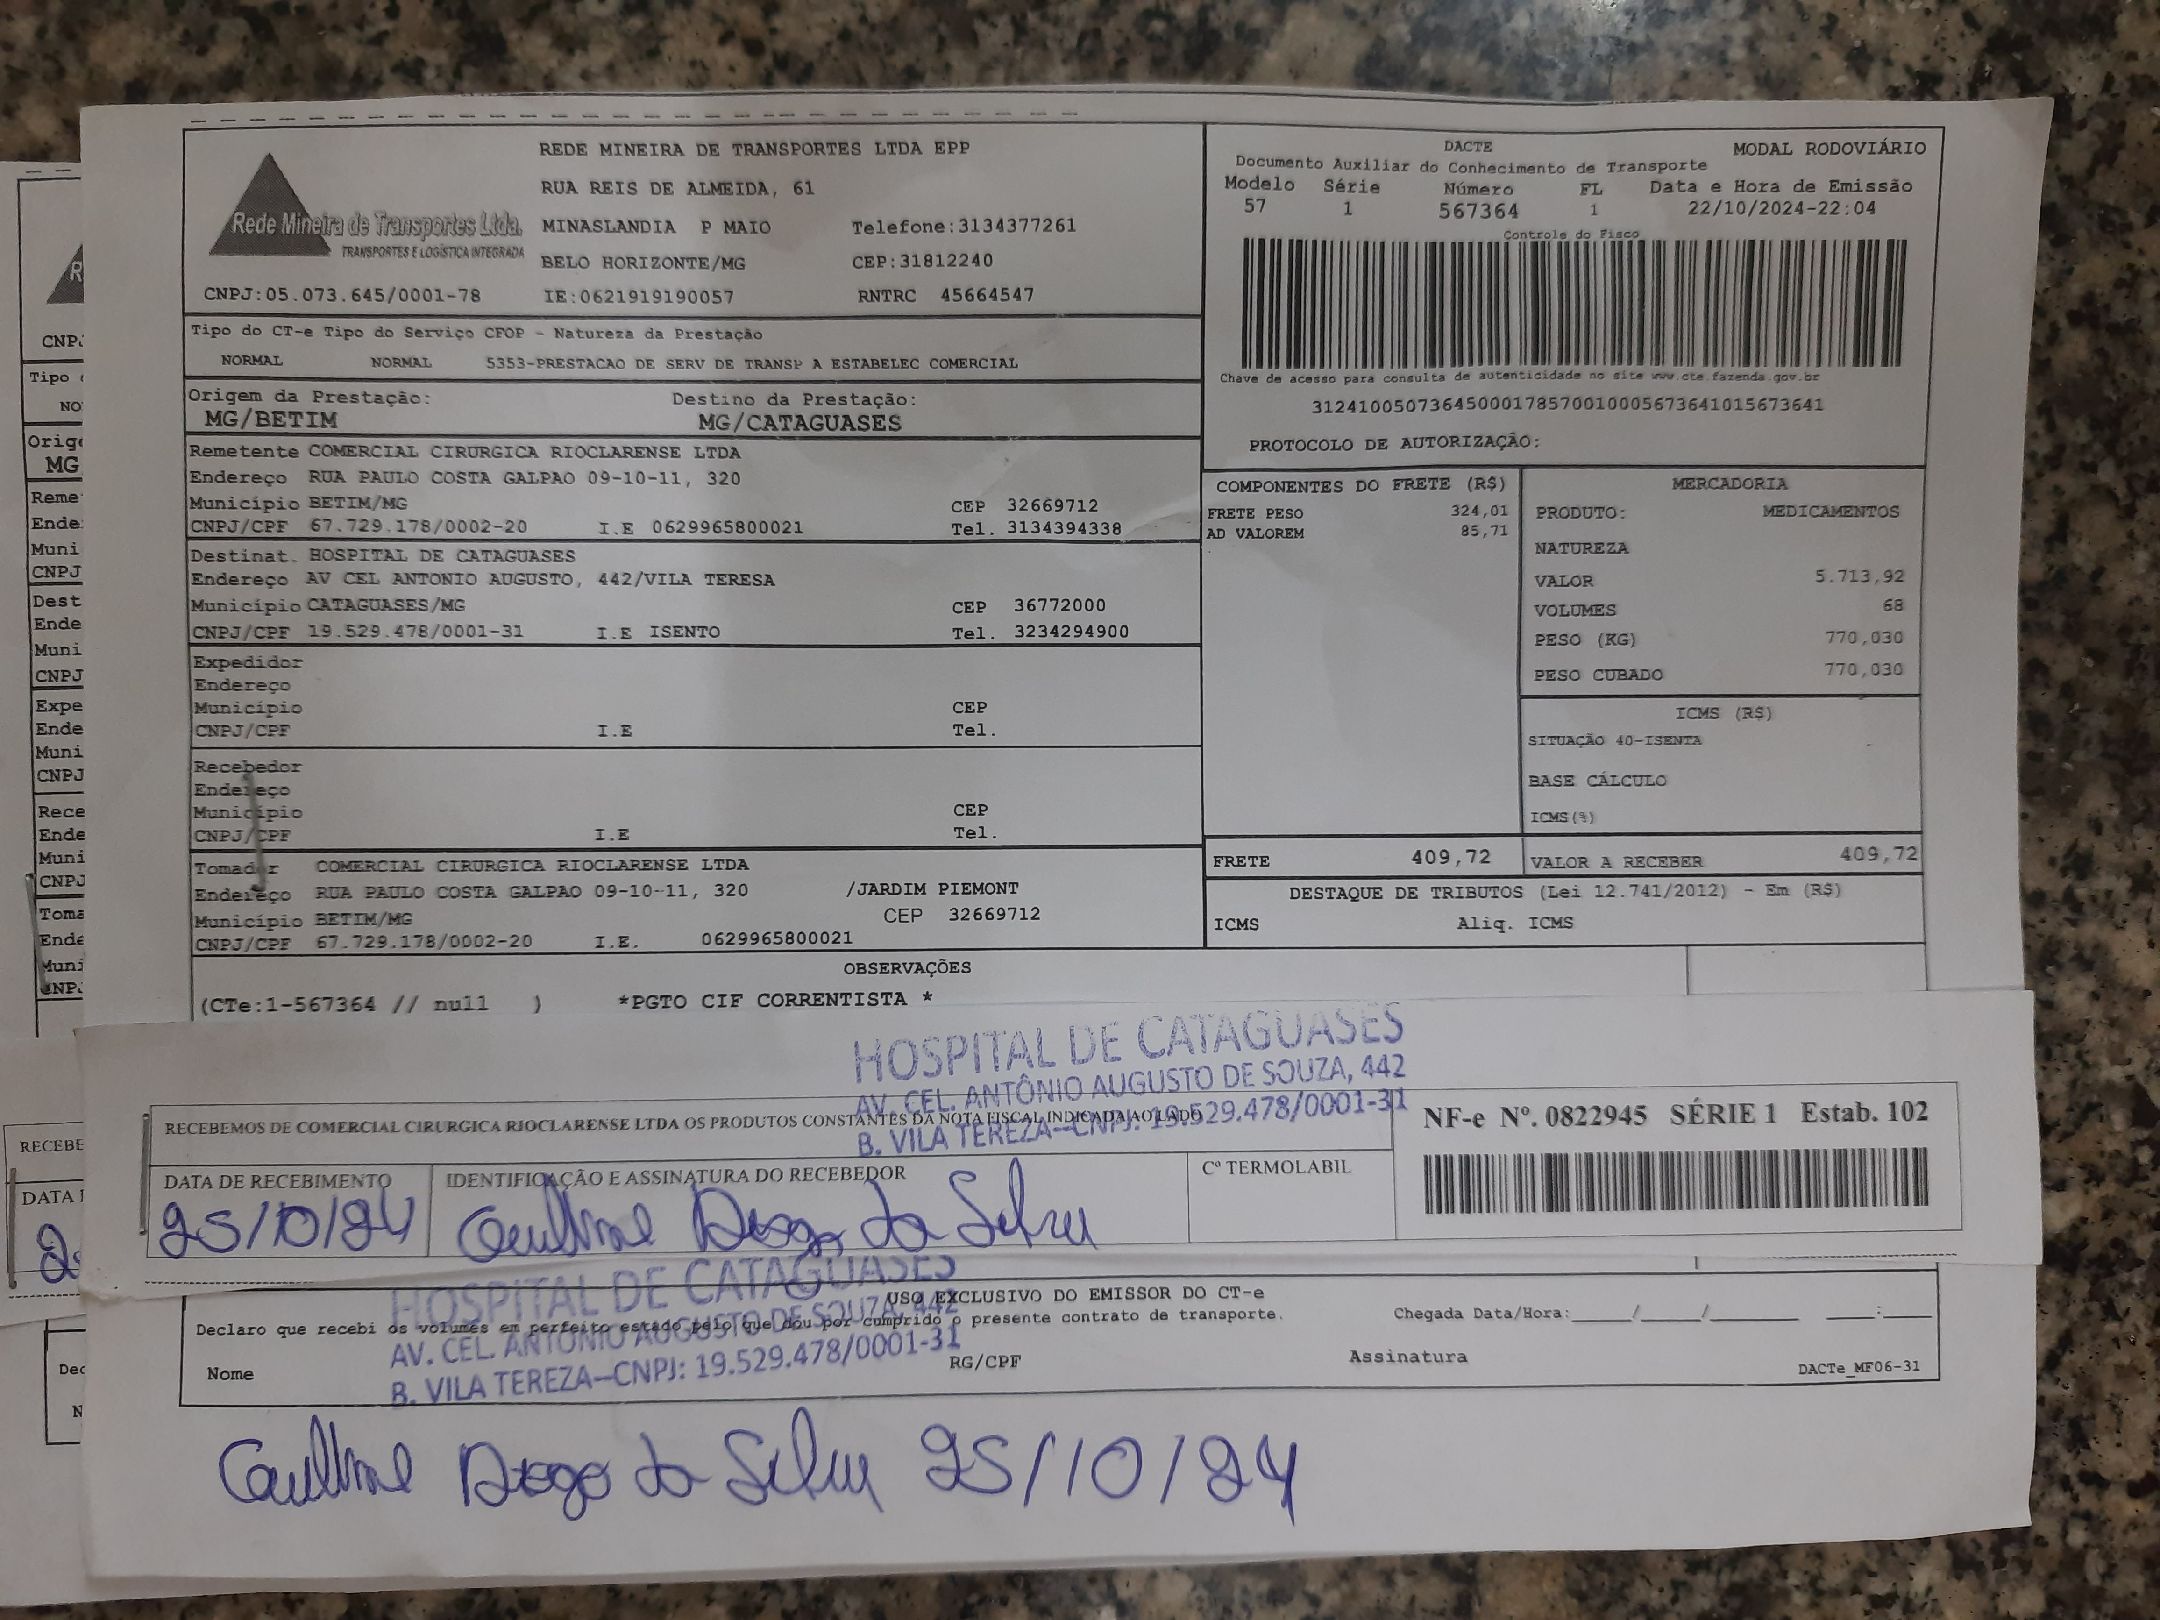 REDE MINEIRA DE TRANSPORTES LTDA EPP
RUA REIS DE ALMEIDA, 61
Rede Mineira de Transportes Ltda.
TRANSPORTES E LOGÍSTICA INTEGRADA
MINASLANDIA P MAIO Telefone:3134377261
BELO HORIZONTE/MG CEP:31812240
CNPJ:05.073.645/0001-78 IE:0621919190057 RNTRC 45664547
DACTE MODAL RODOVIÁRIO
Documento Auxiliar do Conhecimento de Transporte
Modelo Série Número FL Data e Hora de Emissão
57 1 567364 1 22/10/2024-22:04
Controle do Fisco
Chave de acesso para consulta de autenticidade no site www.cte.fazenda.gov.br
31241005073645000178570010005673641015673641
PROTOCOLO DE AUTORIZAÇÃO:
Tipo do CT-e Tipo do Serviço CFOP - Natureza da Prestação
NORMAL NORMAL 5353-PRESTACAO DE SERV DE TRANSP A ESTABELEC COMERCIAL
Origem da Prestação: Destino da Prestação:
MG/BETIM MG/CATAGUASES
Remetente COMERCIAL CIRURGICA RIOCLARENSE LTDA
Endereço RUA PAULO COSTA GALPAO 09-10-11, 320
Município BETIM/MG CEP 32669712
CNPJ/CPF 67.729.178/0002-20 I.E 0629965800021 Tel. 3134394338
Destinat. HOSPITAL DE CATAGUASES
Endereço AV CEL ANTONIO AUGUSTO, 442/VILA TERESA
Município CATAGUASES/MG CEP 36772000
CNPJ/CPF 19.529.478/0001-31 I.E ISENTO Tel. 3234294900
Expedidor
Endereço
Município CEP
CNPJ/CPF I.E Tel.
Recebedor
Endereço
Município CEP
CNPJ/CPF I.E Tel.
Tomador COMERCIAL CIRURGICA RIOCLARENSE LTDA
Endereço RUA PAULO COSTA GALPAO 09-10-11, 320 /JARDIM PIEMONT
Município BETIM/MG CEP 32669712
CNPJ/CPF 67.729.178/0002-20 I.E. 0629965800021
COMPONENTES DO FRETE (R$)
FRETE PESO 324,01
AD VALOREM 85,71
MERCADORIA
PRODUTO: MEDICAMENTOS
NATUREZA
VALOR 5.713,92
VOLUMES 68
PESO (KG) 770,030
PESO CUBADO 770,030
ICMS (R$)
SITUAÇÃO 40-ISENTA
BASE CÁLCULO
ICMS(%)
FRETE 409,72 VALOR A RECEBER 409,72
DESTAQUE DE TRIBUTOS (Lei 12.741/2012) - Em (R$)
ICMS Aliq. ICMS
OBSERVAÇÕES
(CTe:1-567364 // null ) *PGTO CIF CORRENTISTA *
HOSPITAL DE CATAGUASES
AV. CEL. ANTÔNIO AUGUSTO DE SOUZA, 442
B. VILA TEREZA–CNPJ: 19.529.478/0001-31
RECEBEMOS DE COMERCIAL CIRURGICA RIOCLARENSE LTDA OS PRODUTOS CONSTANTES DA NOTA FISCAL INDICADA AO LADO
NF-e Nº. 0822945 SÉRIE 1 Estab. 102
DATA DE RECEBIMENTO IDENTIFICAÇÃO E ASSINATURA DO RECEBEDOR Cº TERMOLABIL
25/10/24 da Silva
HOSPITAL DE CATAGUASES
AV. CEL. ANTÔNIO AUGUSTO DE SOUZA, 442
B. VILA TEREZA–CNPJ: 19.529.478/0001-31
USO EXCLUSIVO DO EMISSOR DO CT-e
Declaro que recebi os volumes em perfeito estado pelo que dou por cumprido o presente contrato de transporte. Chegada Data/Hora:____/____/____ ___:___
Nome RG/CPF Assinatura DACTe_MF06-31
da Silva 25/10/24